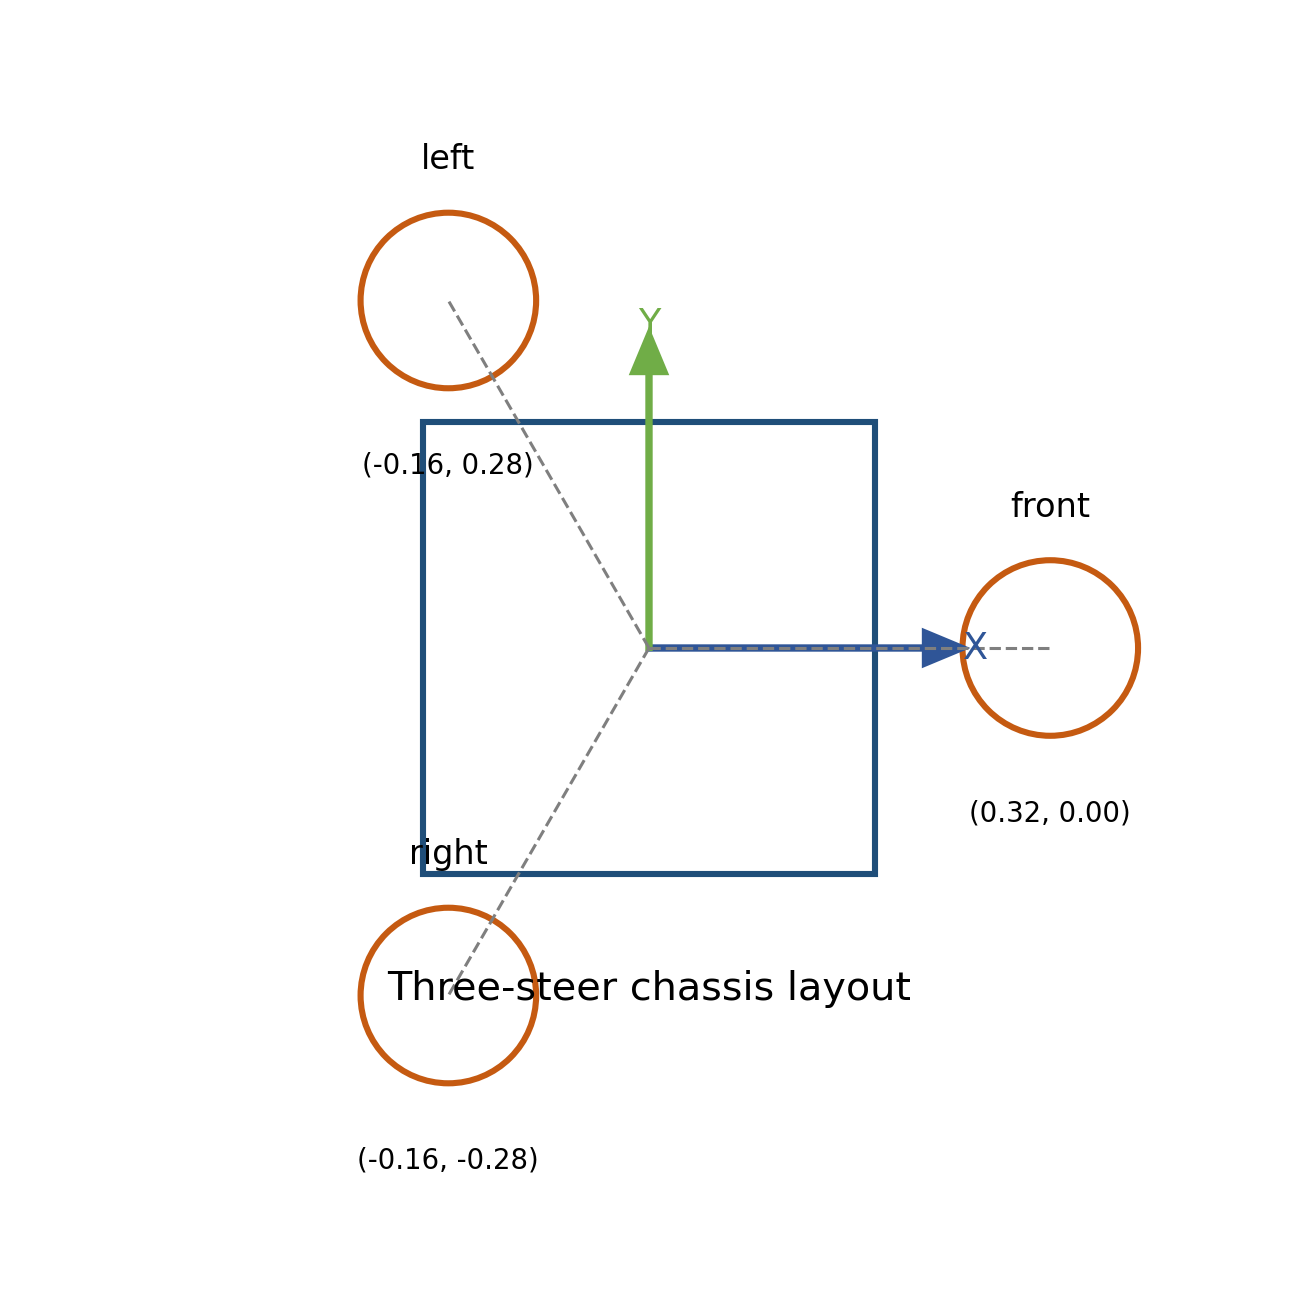 left
Y
(-0.16, 0.28)
front
X
(0.32, 0.00)
right
Three-steer chassis layout
(-0.16, -0.28)